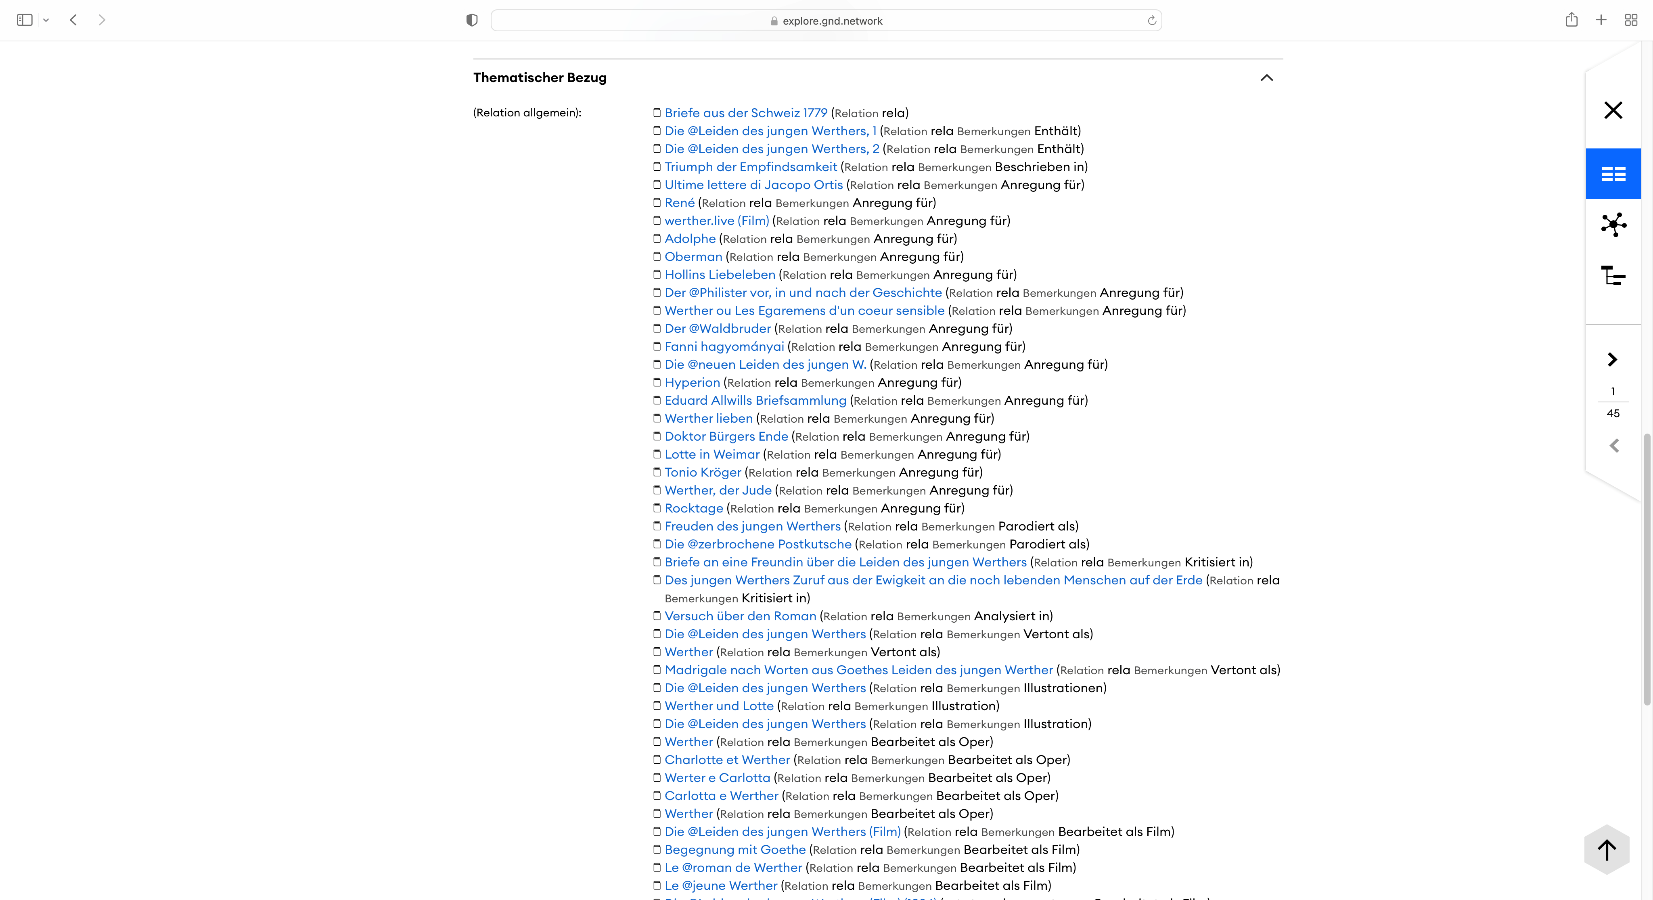 explore.gnd.network
Thematischer Bezug
(Relation allgemein):
Briefe aus der Schweiz 1779 (Relation rela)
Die @Leiden des jungen Werthers, 1 (Relation rela Bemerkungen Enthält)
Die @Leiden des jungen Werthers, 2 (Relation rela Bemerkungen Enthält)
Triumph der Empfindsamkeit (Relation rela Bemerkungen Beschrieben in)
Ultime lettere di Jacopo Ortis (Relation rela Bemerkungen Anregung für)
René (Relation rela Bemerkungen Anregung für)
werther.live (Film) (Relation rela Bemerkungen Anregung für)
Adolphe (Relation rela Bemerkungen Anregung für)
Oberman (Relation rela Bemerkungen Anregung für)
Hollins Liebeleben (Relation rela Bemerkungen Anregung für)
Der @Philister vor, in und nach der Geschichte (Relation rela Bemerkungen Anregung für)
Werther ou Les Egaremens d'un coeur sensible (Relation rela Bemerkungen Anregung für)
Der @Waldbruder (Relation rela Bemerkungen Anregung für)
Fanni hagyományai (Relation rela Bemerkungen Anregung für)
Die @neuen Leiden des jungen W. (Relation rela Bemerkungen Anregung für)
Hyperion (Relation rela Bemerkungen Anregung für)
Eduard Allwills Briefsammlung (Relation rela Bemerkungen Anregung für)
Werther lieben (Relation rela Bemerkungen Anregung für)
Doktor Bürgers Ende (Relation rela Bemerkungen Anregung für)
Lotte in Weimar (Relation rela Bemerkungen Anregung für)
Tonio Kröger (Relation rela Bemerkungen Anregung für)
Werther, der Jude (Relation rela Bemerkungen Anregung für)
Rocktage (Relation rela Bemerkungen Anregung für)
Freuden des jungen Werthers (Relation rela Bemerkungen Parodiert als)
Die @zerbrochene Postkutsche (Relation rela Bemerkungen Parodiert als)
Briefe an eine Freundin über die Leiden des jungen Werthers (Relation rela Bemerkungen Kritisiert in)
Des jungen Werthers Zuruf aus der Ewigkeit an die noch lebenden Menschen auf der Erde (Relation rela
Bemerkungen Kritisiert in)
Versuch über den Roman (Relation rela Bemerkungen Analysiert in)
Die @Leiden des jungen Werthers (Relation rela Bemerkungen Vertont als)
Werther (Relation rela Bemerkungen Vertont als)
Madrigale nach Worten aus Goethes Leiden des jungen Werther (Relation rela Bemerkungen Vertont als)
Die @Leiden des jungen Werthers (Relation rela Bemerkungen Illustrationen)
Werther und Lotte (Relation rela Bemerkungen Illustration)
Die @Leiden des jungen Werthers (Relation rela Bemerkungen Illustration)
Werther (Relation rela Bemerkungen Bearbeitet als Oper)
Charlotte et Werther (Relation rela Bemerkungen Bearbeitet als Oper)
Werter e Carlotta (Relation rela Bemerkungen Bearbeitet als Oper)
Carlotta e Werther (Relation rela Bemerkungen Bearbeitet als Oper)
Werther (Relation rela Bemerkungen Bearbeitet als Oper)
Die @Leiden des jungen Werthers (Film) (Relation rela Bemerkungen Bearbeitet als Film)
Begegnung mit Goethe (Relation rela Bemerkungen Bearbeitet als Film)
Le @roman de Werther (Relation rela Bemerkungen Bearbeitet als Film)
Le @jeune Werther (Relation rela Bemerkungen Bearbeitet als Film)
1
45